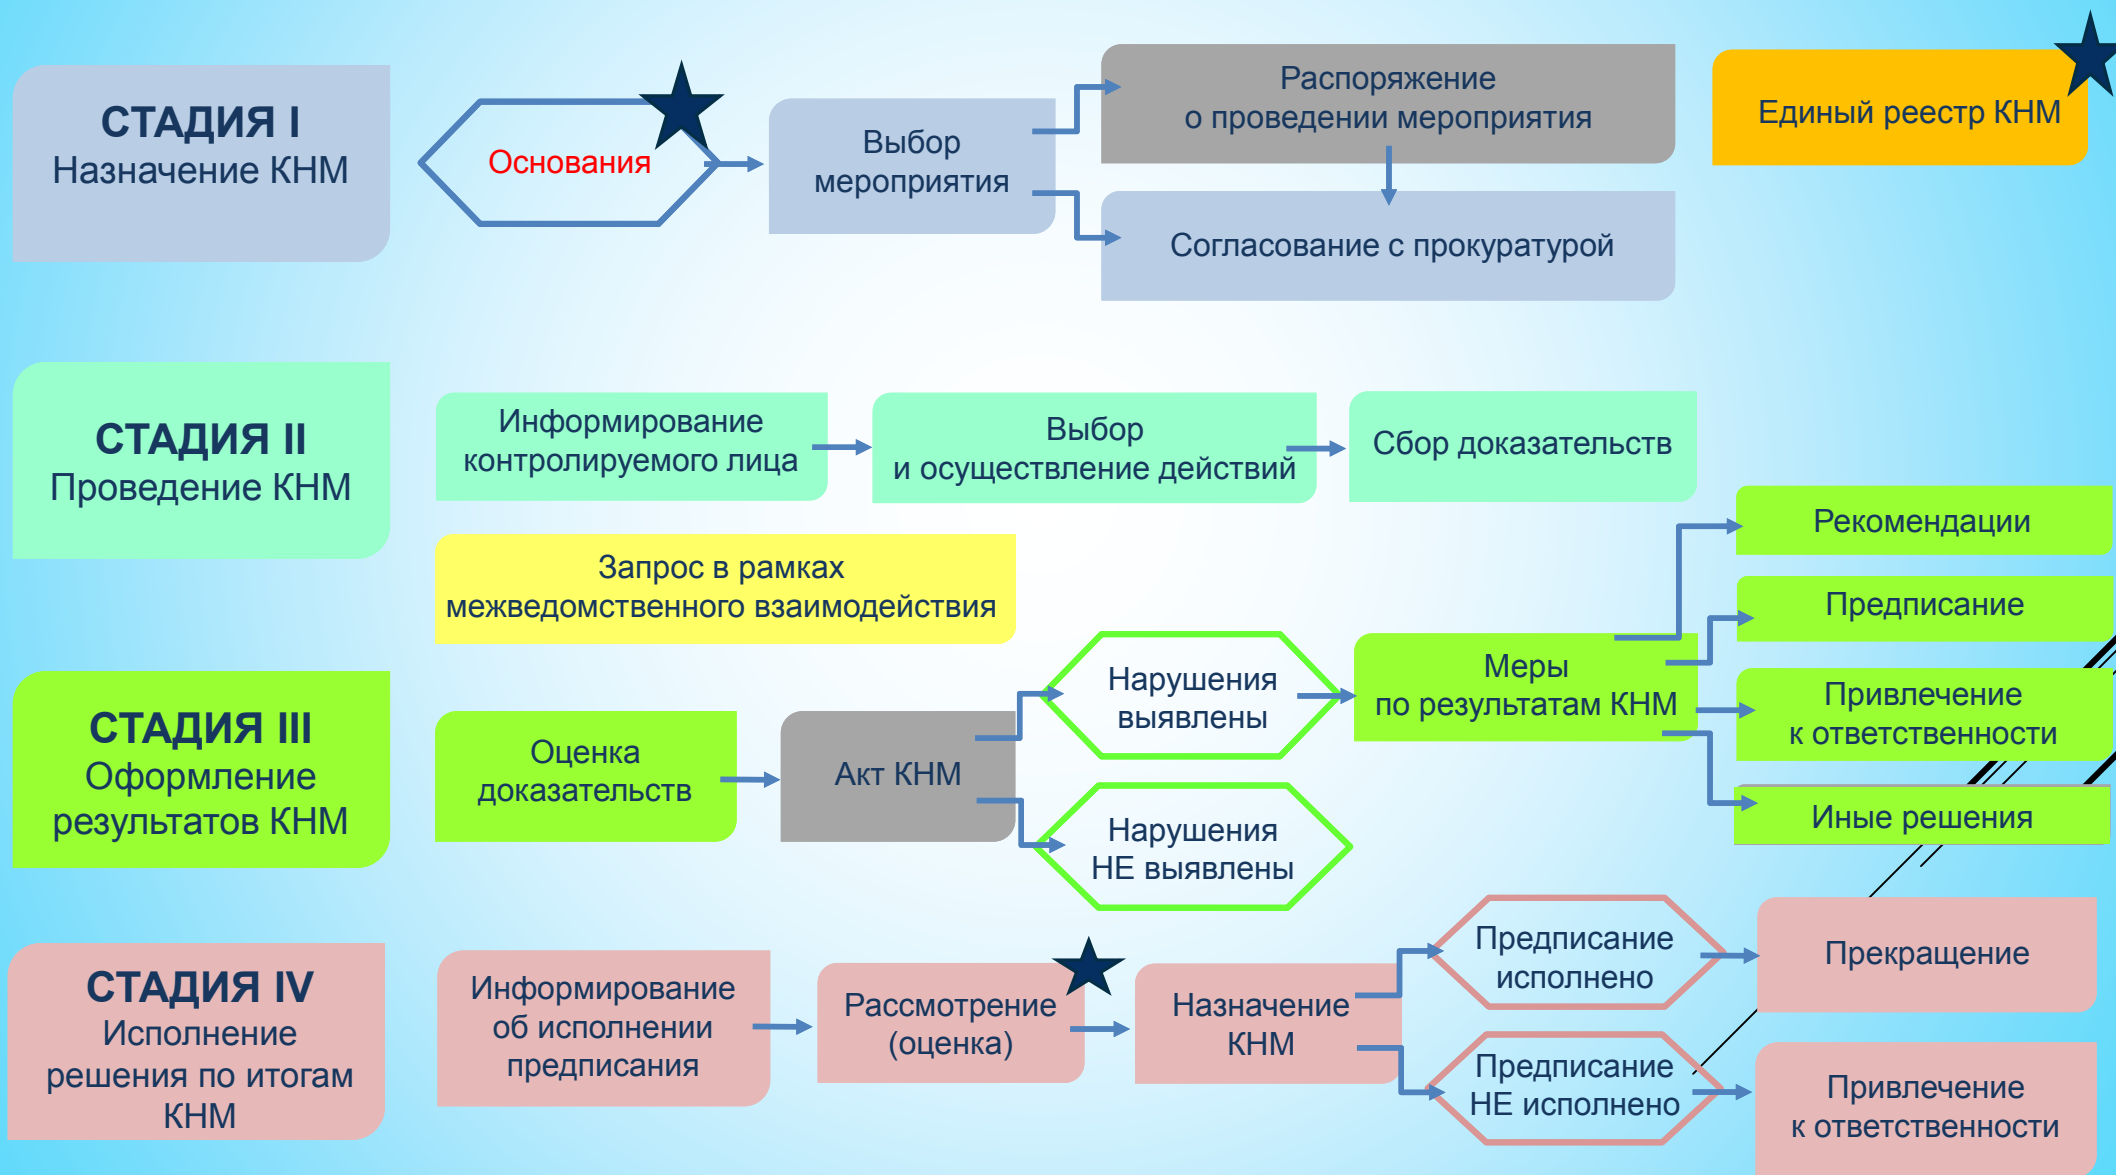 СТАДИЯ I
Назначение КНМ
Основания
Выбор
мероприятия
Распоряжение
о проведении мероприятия
Согласование с прокуратурой
Единый реестр КНМ
СТАДИЯ II
Проведение КНМ
Информирование
контролируемого лица
Выбор
и осуществление действий
Сбор доказательств
Запрос в рамках
межведомственного взаимодействия
СТАДИЯ III
Оформление
результатов КНМ
Оценка
доказательств
Акт КНМ
Нарушения
выявлены
Нарушения
НЕ выявлены
Меры
по результатам КНМ
Рекомендации
Предписание
Привлечение
к ответственности
Иные решения
СТАДИЯ IV
Исполнение
решения по итогам
КНМ
Информирование
об исполнении
предписания
Рассмотрение
(оценка)
Назначение
КНМ
Предписание
исполнено
Прекращение
Предписание
НЕ исполнено
Привлечение
к ответственности